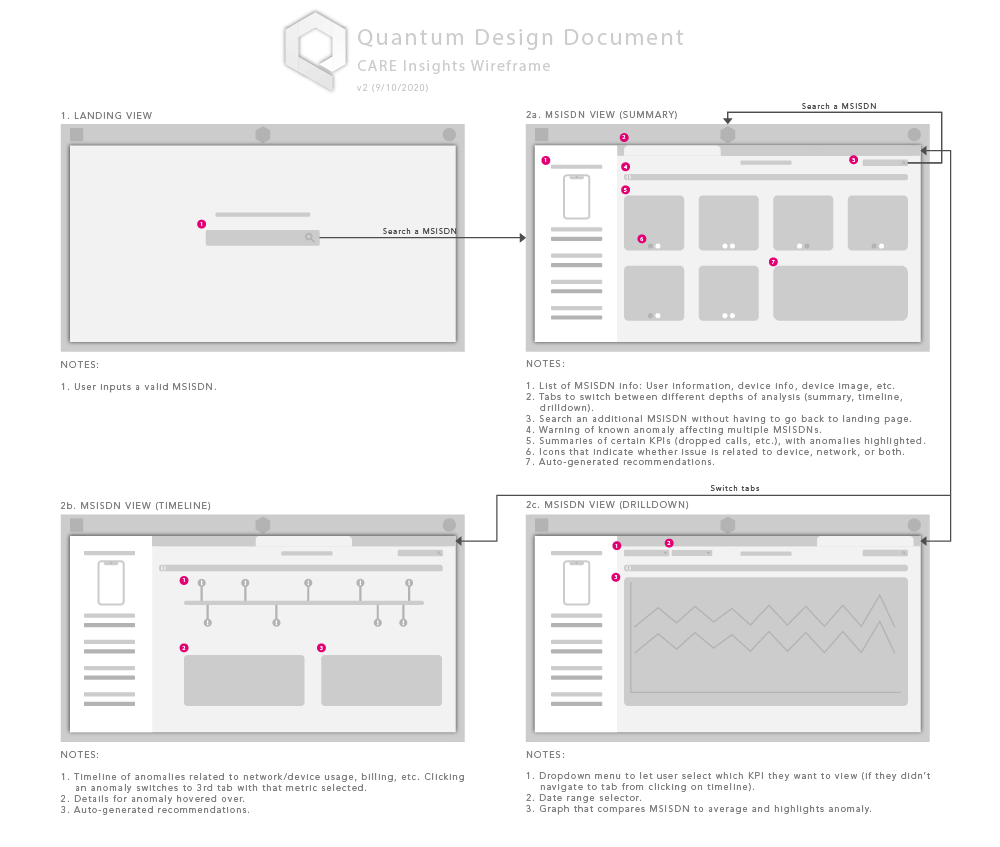 Quantum Design Document
CARE Insights Wireframe
v2 (9/10/2020)
1. LANDING VIEW
1
Search a MSISDN
NOTES:
1. User inputs a valid MSISDN.
2a. MSISDN VIEW (SUMMARY)
Search a MSISDN
2
1
3
4
5
6
7
NOTES:
1. List of MSISDN info: User information, device info, device image, etc.
2. Tabs to switch between different depths of analysis (summary, timeline,
drilldown).
3. Search an additional MSISDN without having to go back to landing page.
4. Warning of known anomaly affecting multiple MSISDNs.
5. Summaries of certain KPIs (dropped calls, etc.), with anomalies highlighted.
6. Icons that indicate whether issue is related to device, network, or both.
7. Auto-generated recommendations.
Switch tabs
2b. MSISDN VIEW (TIMELINE)
1
2
3
NOTES:
1. Timeline of anomalies related to network/device usage, billing, etc. Clicking
an anomaly switches to 3rd tab with that metric selected.
2. Details for anomaly hovered over.
3. Auto-generated recommendations.
2c. MSISDN VIEW (DRILLDOWN)
1
2
3
NOTES:
1. Dropdown menu to let user select which KPI they want to view (if they didn't
navigate to tab from clicking on timeline).
2. Date range selector.
3. Graph that compares MSISDN to average and highlights anomaly.